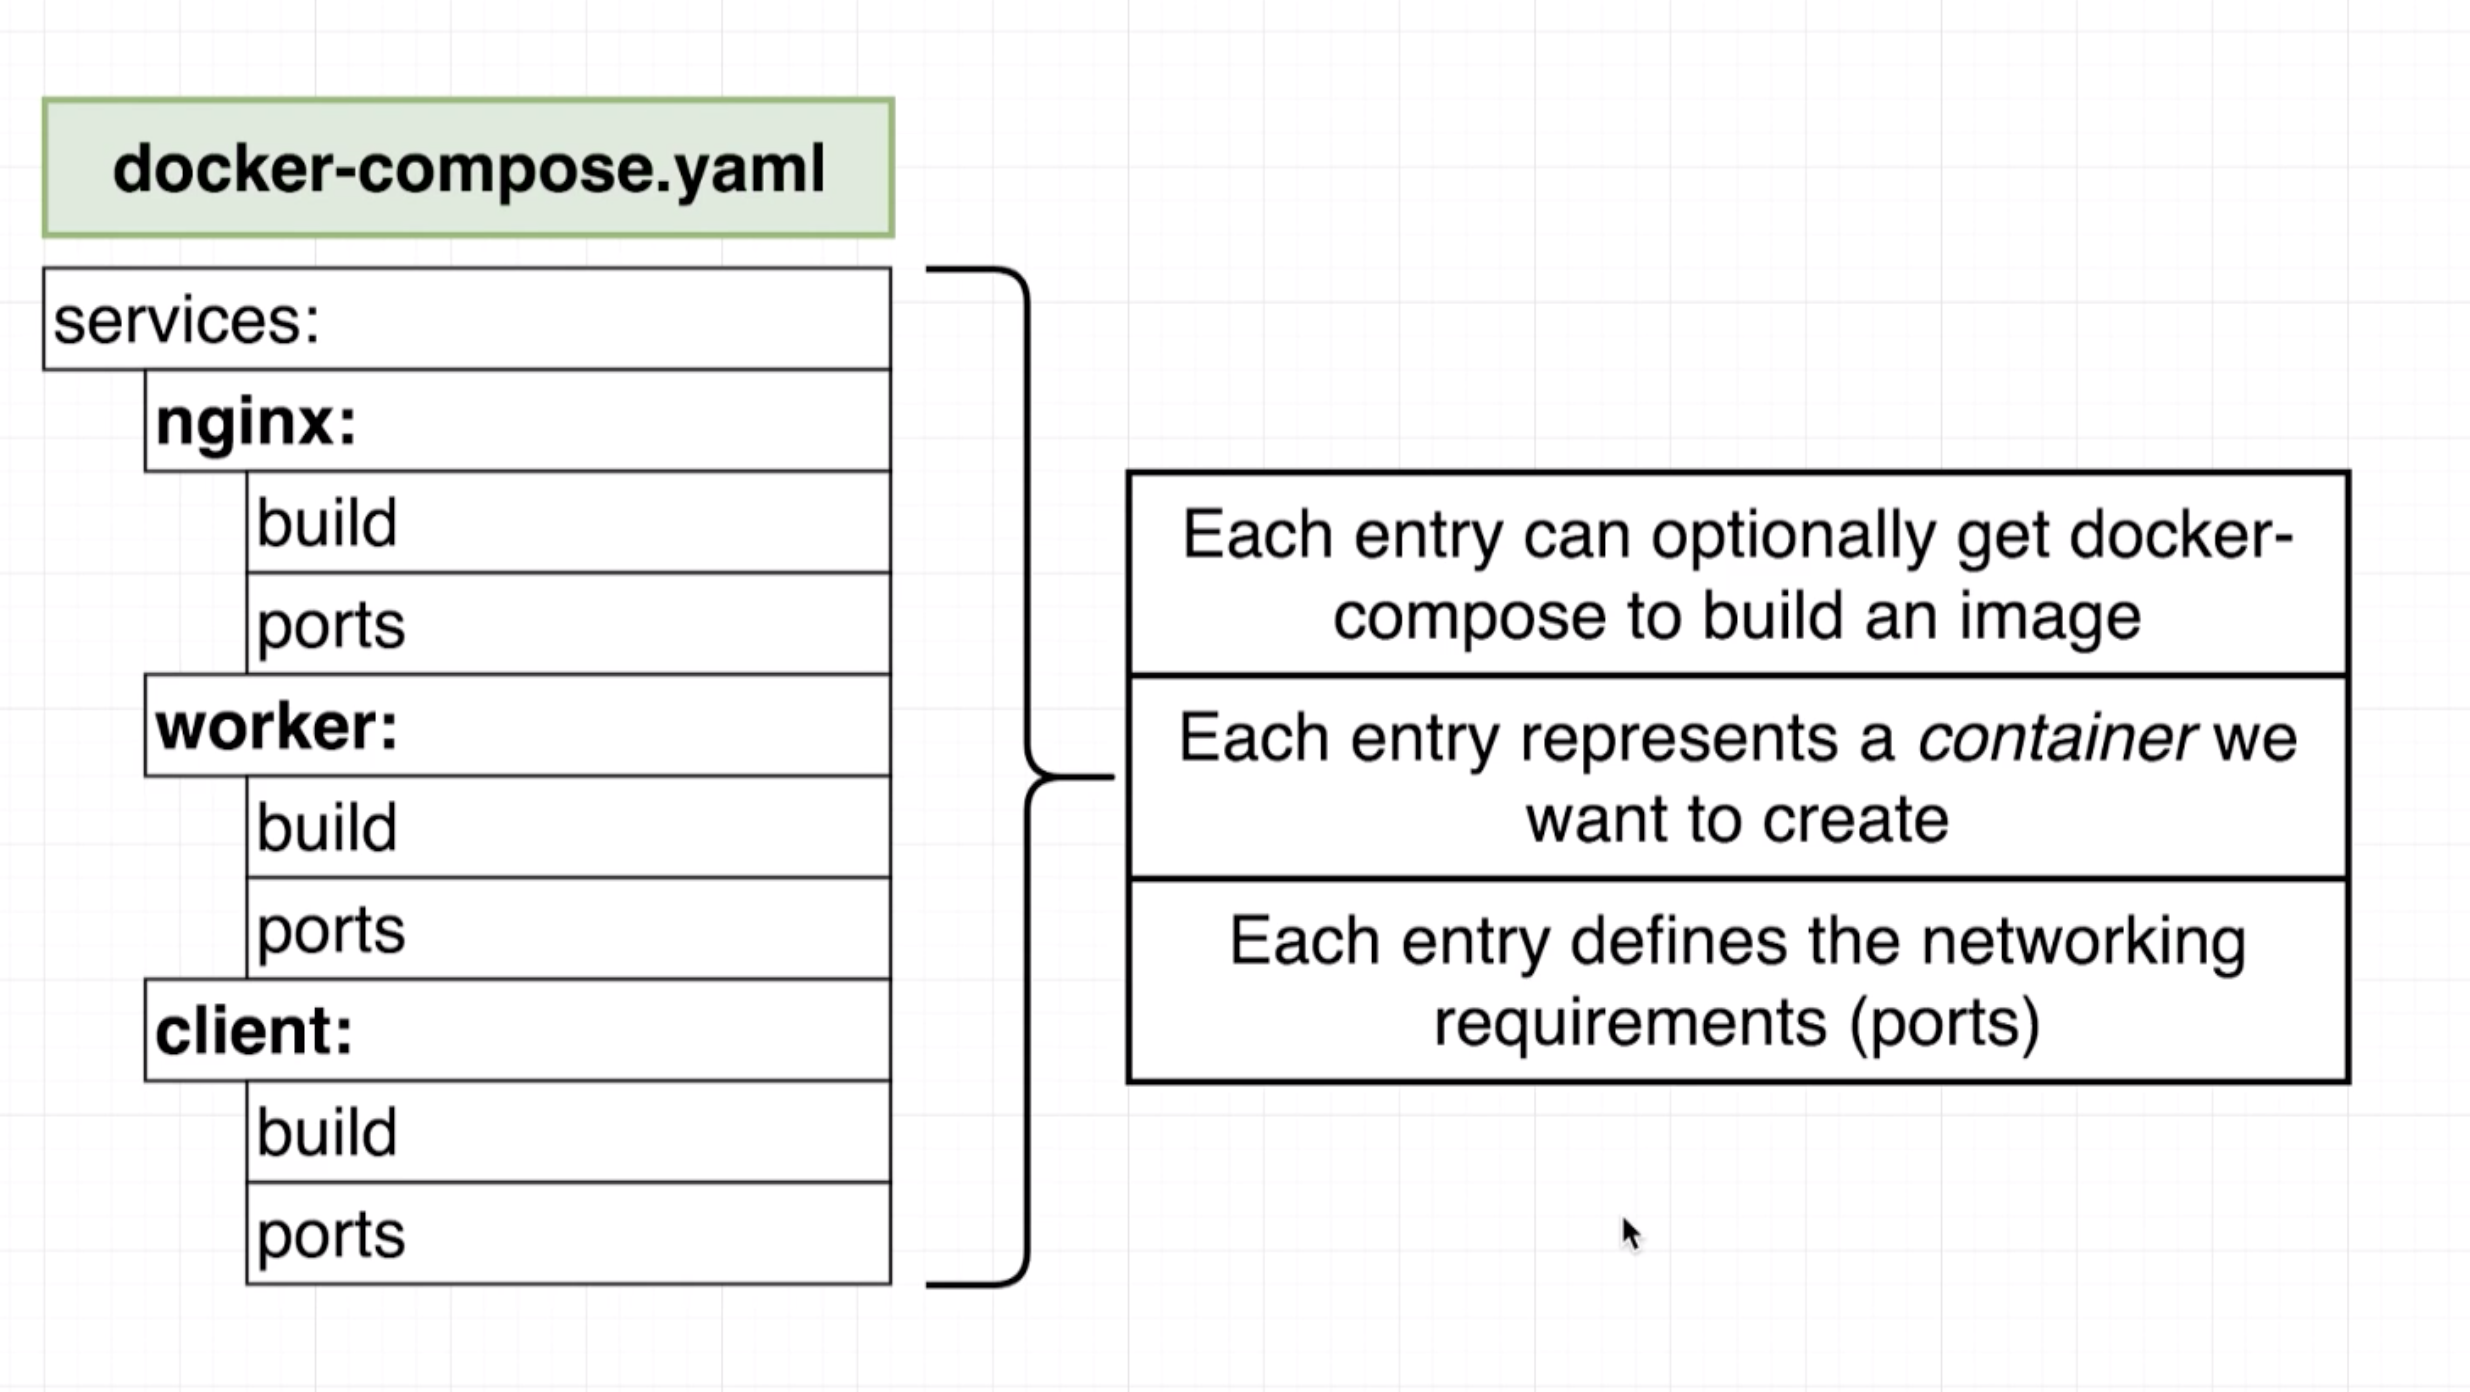 docker-compose.yaml
services:
nginx:
build
ports
worker:
build
ports
client:
build
ports
Each entry can optionally get docker-
compose to build an image
Each entry represents a container we
want to create
Each entry defines the networking
requirements (ports)